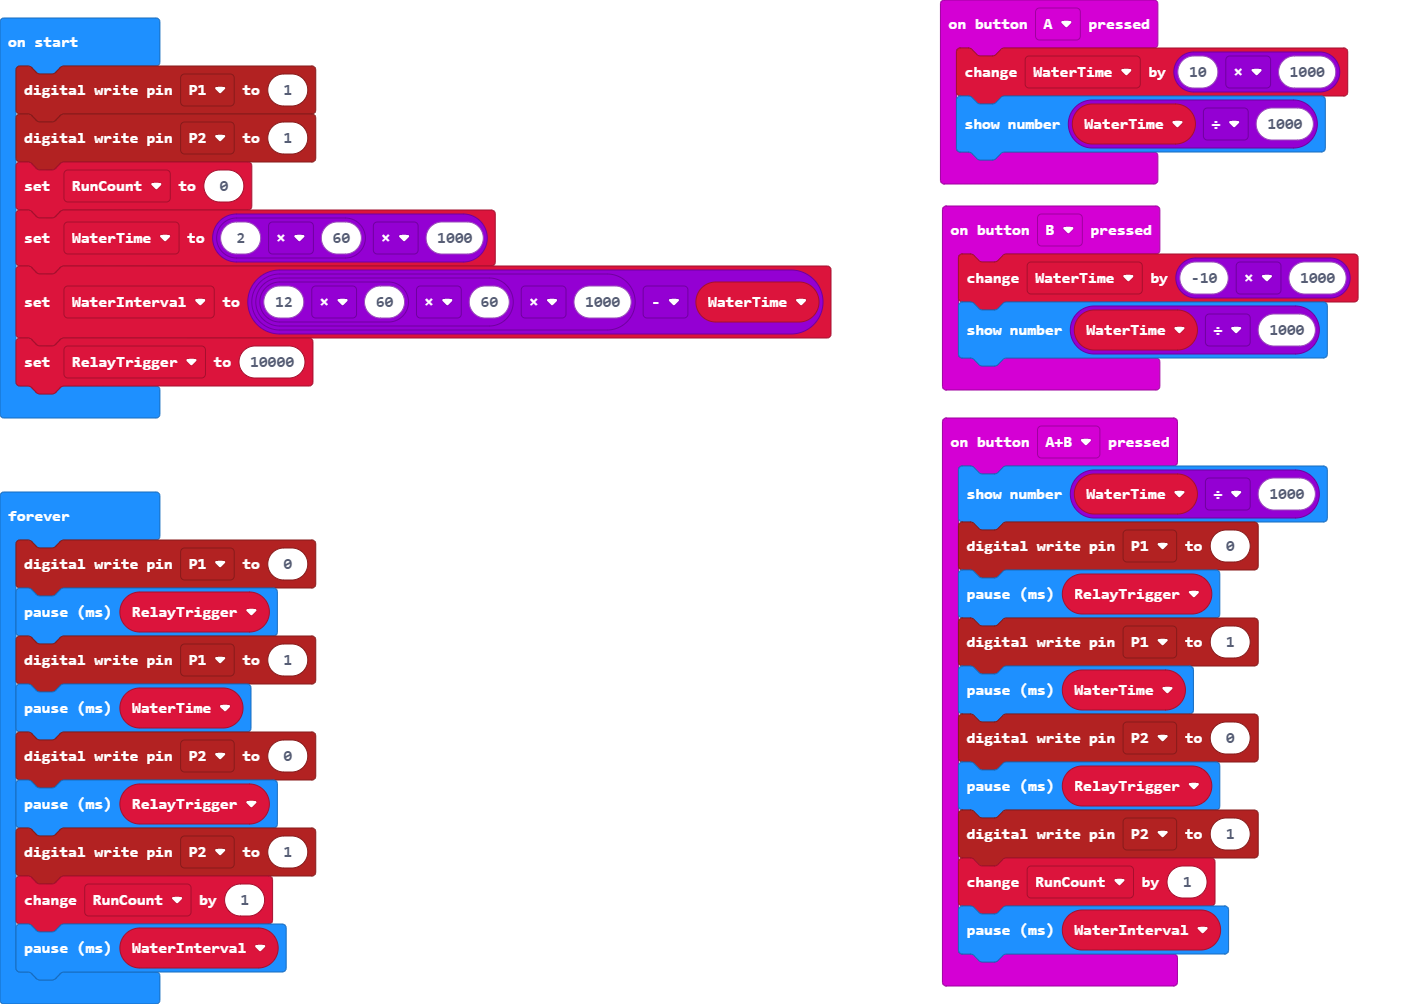 on start
digital write pin P1 to 1
digital write pin P2 to 1
set RunCount to 0
set WaterTime to 2 × 60 × 1000
set WaterInterval to 12 × 60 × 60 × 1000 - WaterTime
set RelayTrigger to 10000
forever
digital write pin P1 to 0
pause (ms) RelayTrigger
digital write pin P1 to 1
pause (ms) WaterTime
digital write pin P2 to 0
pause (ms) RelayTrigger
digital write pin P2 to 1
change RunCount by 1
pause (ms) WaterInterval
on button A pressed
change WaterTime by 10 × 1000
show number WaterTime ÷ 1000
on button B pressed
change WaterTime by -10 × 1000
show number WaterTime ÷ 1000
on button A+B pressed
show number WaterTime ÷ 1000
digital write pin P1 to 0
pause (ms) RelayTrigger
digital write pin P1 to 1
pause (ms) WaterTime
digital write pin P2 to 0
pause (ms) RelayTrigger
digital write pin P2 to 1
change RunCount by 1
pause (ms) WaterInterval